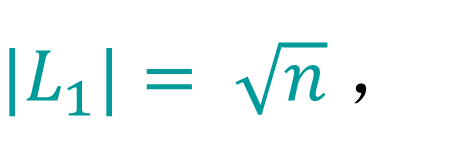 |L₁| = √n ,